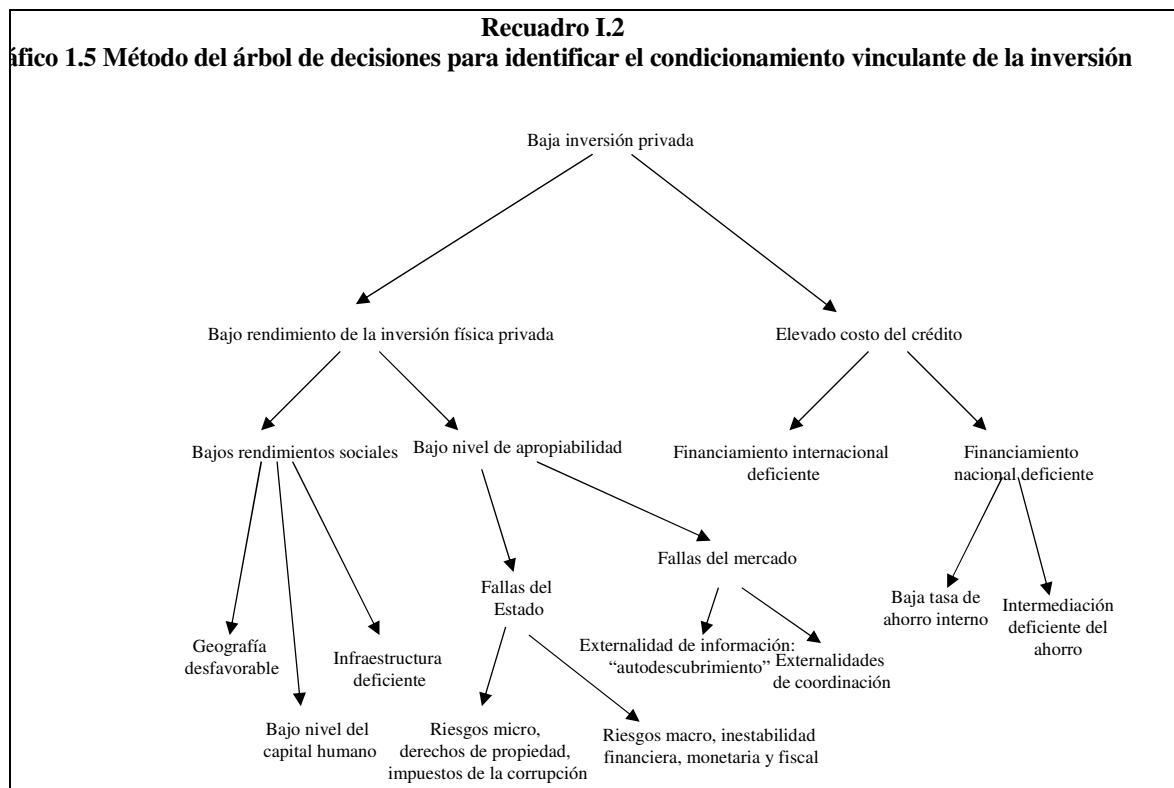 Recuadro I.2
áfico 1.5 Método del árbol de decisiones para identificar el condicionamiento vinculante de la inversión
Baja inversión privada
Bajo rendimiento de la inversión física privada
Elevado costo del crédito
Bajos rendimientos sociales
Bajo nivel de apropiabilidad
Financiamiento internacional
deficiente
Financiamiento
nacional deficiente
Fallas del
Estado
Fallas del mercado
Baja tasa de
ahorro interno
Intermediación
deficiente del
ahorro
Geografía
desfavorable
Infraestructura
deficiente
Externalidad de información:
“autodescubrimiento”
Externalidades
de coordinación
Bajo nivel del
capital humano
Riesgos micro,
derechos de propiedad,
impuestos de la corrupción
Riesgos macro, inestabilidad
financiera, monetaria y fiscal